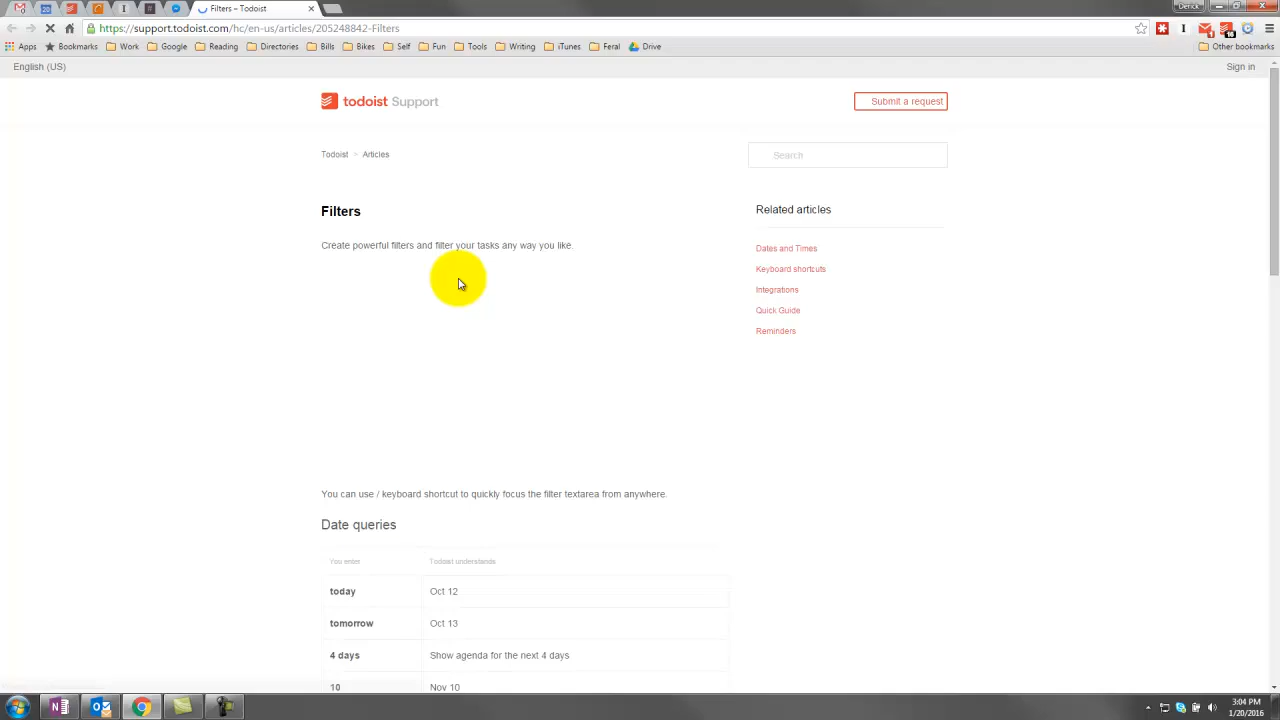 Filters – Todoist
Derick
https://support.todoist.com/hc/en-us/articles/205248842-Filters
Apps Bookmarks Work Google Reading Directories Bills Bikes Self Fun Tools Writing iTunes Feral Drive Other bookmarks
English (US) Sign in
todoist Support Submit a request
Todoist > Articles Search
Filters Related articles
Create powerful filters and filter your tasks any way you like.
Dates and Times
Keyboard shortcuts
Integrations
Quick Guide
Reminders
You can use / keyboard shortcut to quickly focus the filter textarea from anywhere.
Date queries
You enter Todoist understands
today Oct 12
tomorrow Oct 13
4 days Show agenda for the next 4 days
10 Nov 10
3:04 PM
1/20/2016